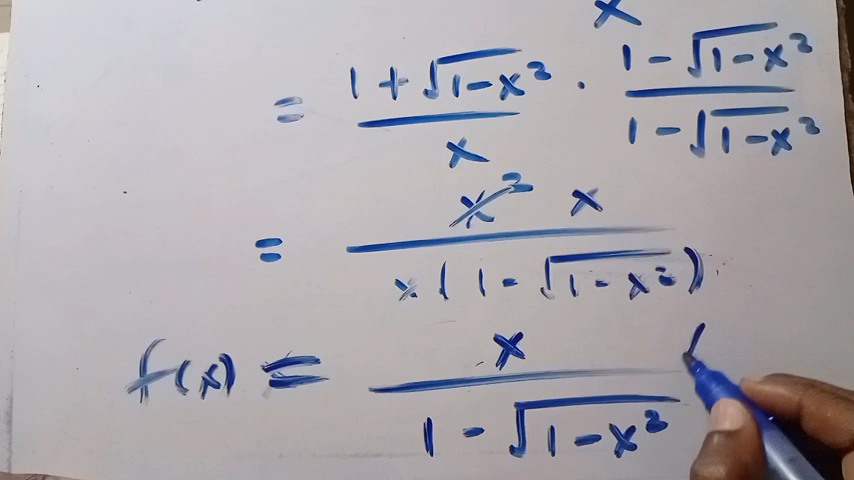 x
= 1 + √(1 - x²) / x · 1 - √(1 - x²) / 1 - √(1 - x²)
= x² x / x ( 1 - √(1 - x²) )
f(x) = x / 1 - √(1 - x²) (